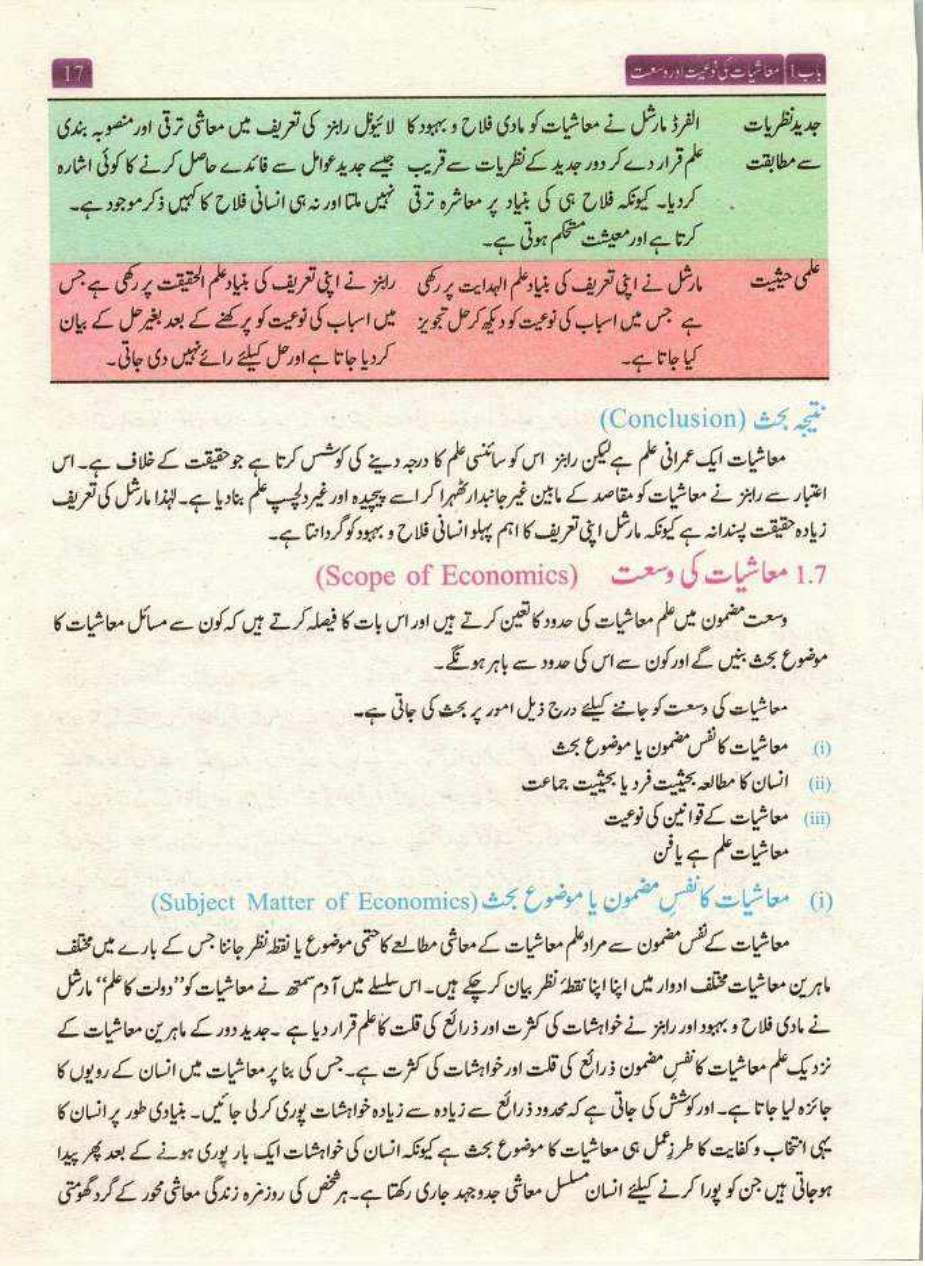 باب 1 معاشیات کی نوعیت اور وسعت
17
جدید نظریات
سے مطابقت
الفرڈ مارشل نے معاشیات کو مادی فلاح و بہبود کا
علم قرار دے کر دور جدید کے نظریات سے قریب
کردیا۔ کیونکہ فلاح ہی کی بنیاد پر معاشرہ ترقی
کرتا ہے اور معیشت مستحکم ہوتی ہے۔
لائیونل رابنز کی تعریف میں معاشی ترقی اور منصوبہ بندی
جیسے جدید عوامل سے فائدے حاصل کرنے کا کوئی اشارہ
نہیں ملتا اور نہ ہی انسانی فلاح کا کہیں ذکر موجود ہے۔
علمی حیثیت
مارشل نے اپنی تعریف کی بنیاد علم الہدایت پر رکھی
ہے جس میں اسباب کی نوعیت کو دیکھ کر حل تجویز
کیا جاتا ہے۔
رابنز نے اپنی تعریف کی بنیاد علم الحقیقت پر رکھی ہے جس
میں اسباب کی نوعیت کو پرکھنے کے بعد بغیر حل کے بیان
کردیا جاتا ہے اور حل کیلئے رائے نہیں دی جاتی۔
نتیجہ بحث (Conclusion)
معاشیات ایک عمرانی علم ہے لیکن رابنز اس کو سائنسی علم کا درجہ دینے کی کوشس کرتا ہے جو حقیقت کے خلاف ہے۔ اس
اعتبار سے رابنز نے معاشیات کو مقاصد کے مابین غیر جانبدار ٹھہرا کر اسے پیچیدہ اور غیر دلچسپ علم بنادیا ہے۔ لہٰذا مارشل کی تعریف
زیادہ حقیقت پسندانہ ہے کیونکہ مارشل اپنی تعریف کا اہم پہلو انسانی فلاح و بہبود کو گردانتا ہے۔
1.7 معاشیات کی وسعت (Scope of Economics)
وسعت مضمون میں علم معاشیات کی حدود کا تعین کرتے ہیں اور اس بات کا فیصلہ کرتے ہیں کہ کون سے مسائل معاشیات کا
موضوع بحث بنیں گے اور کون سے اس کی حدود سے باہر ہونگے۔
معاشیات کی وسعت کو جاننے کیلئے درج ذیل امور پر بحث کی جاتی ہے۔
(i) معاشیات کا نفس مضمون یا موضوع بحث
(ii) انسان کا مطالعہ بحیثیت فرد یا بحیثیت جماعت
(iii) معاشیات کے قوانین کی نوعیت
معاشیات علم ہے یا فن
(i) معاشیات کا نفسِ مضمون یا موضوع بحث (Subject Matter of Economics)
معاشیات کے نفس مضمون سے مراد علم معاشیات کے معاشی مطالعے کا حتمی موضوع یا نقطہ نظر جاننا جس کے بارے میں مختلف
ماہرین معاشیات مختلف ادوار میں اپنا اپنا نقطۂ نظر بیان کرچکے ہیں۔ اس سلسلے میں آدم سمتھ نے معاشیات کو ”دولت کا علم“ مارشل
نے مادی فلاح و بہبود اور رابنز نے خواہشات کی کثرت اور ذرائع کی قلت کا علم قرار دیا ہے ۔جدید دور کے ماہرین معاشیات کے
نزدیک علم معاشیات کا نفسِ مضمون ذرائع کی قلت اور خواہشات کی کثرت ہے۔ جس کی بنا پر معاشیات میں انسان کے رویوں کا
جائزہ لیا جاتا ہے۔ اور کوشش کی جاتی ہے کہ محدود ذرائع سے زیادہ سے زیادہ خواہشات پوری کرلی جائیں۔ بنیادی طور پر انسان کا
یہی انتخاب و کفایت کا طرزِ عمل ہی معاشیات کا موضوع بحث ہے کیونکہ انسان کی خواہشات ایک بار پوری ہونے کے بعد پھر پیدا
ہوجاتی ہیں جن کو پورا کرنے کیلئے انسان مسلسل معاشی جدوجہد جاری رکھتا ہے۔ ہر شخص کی روزمرہ زندگی معاشی محور کے گرد گھومتی